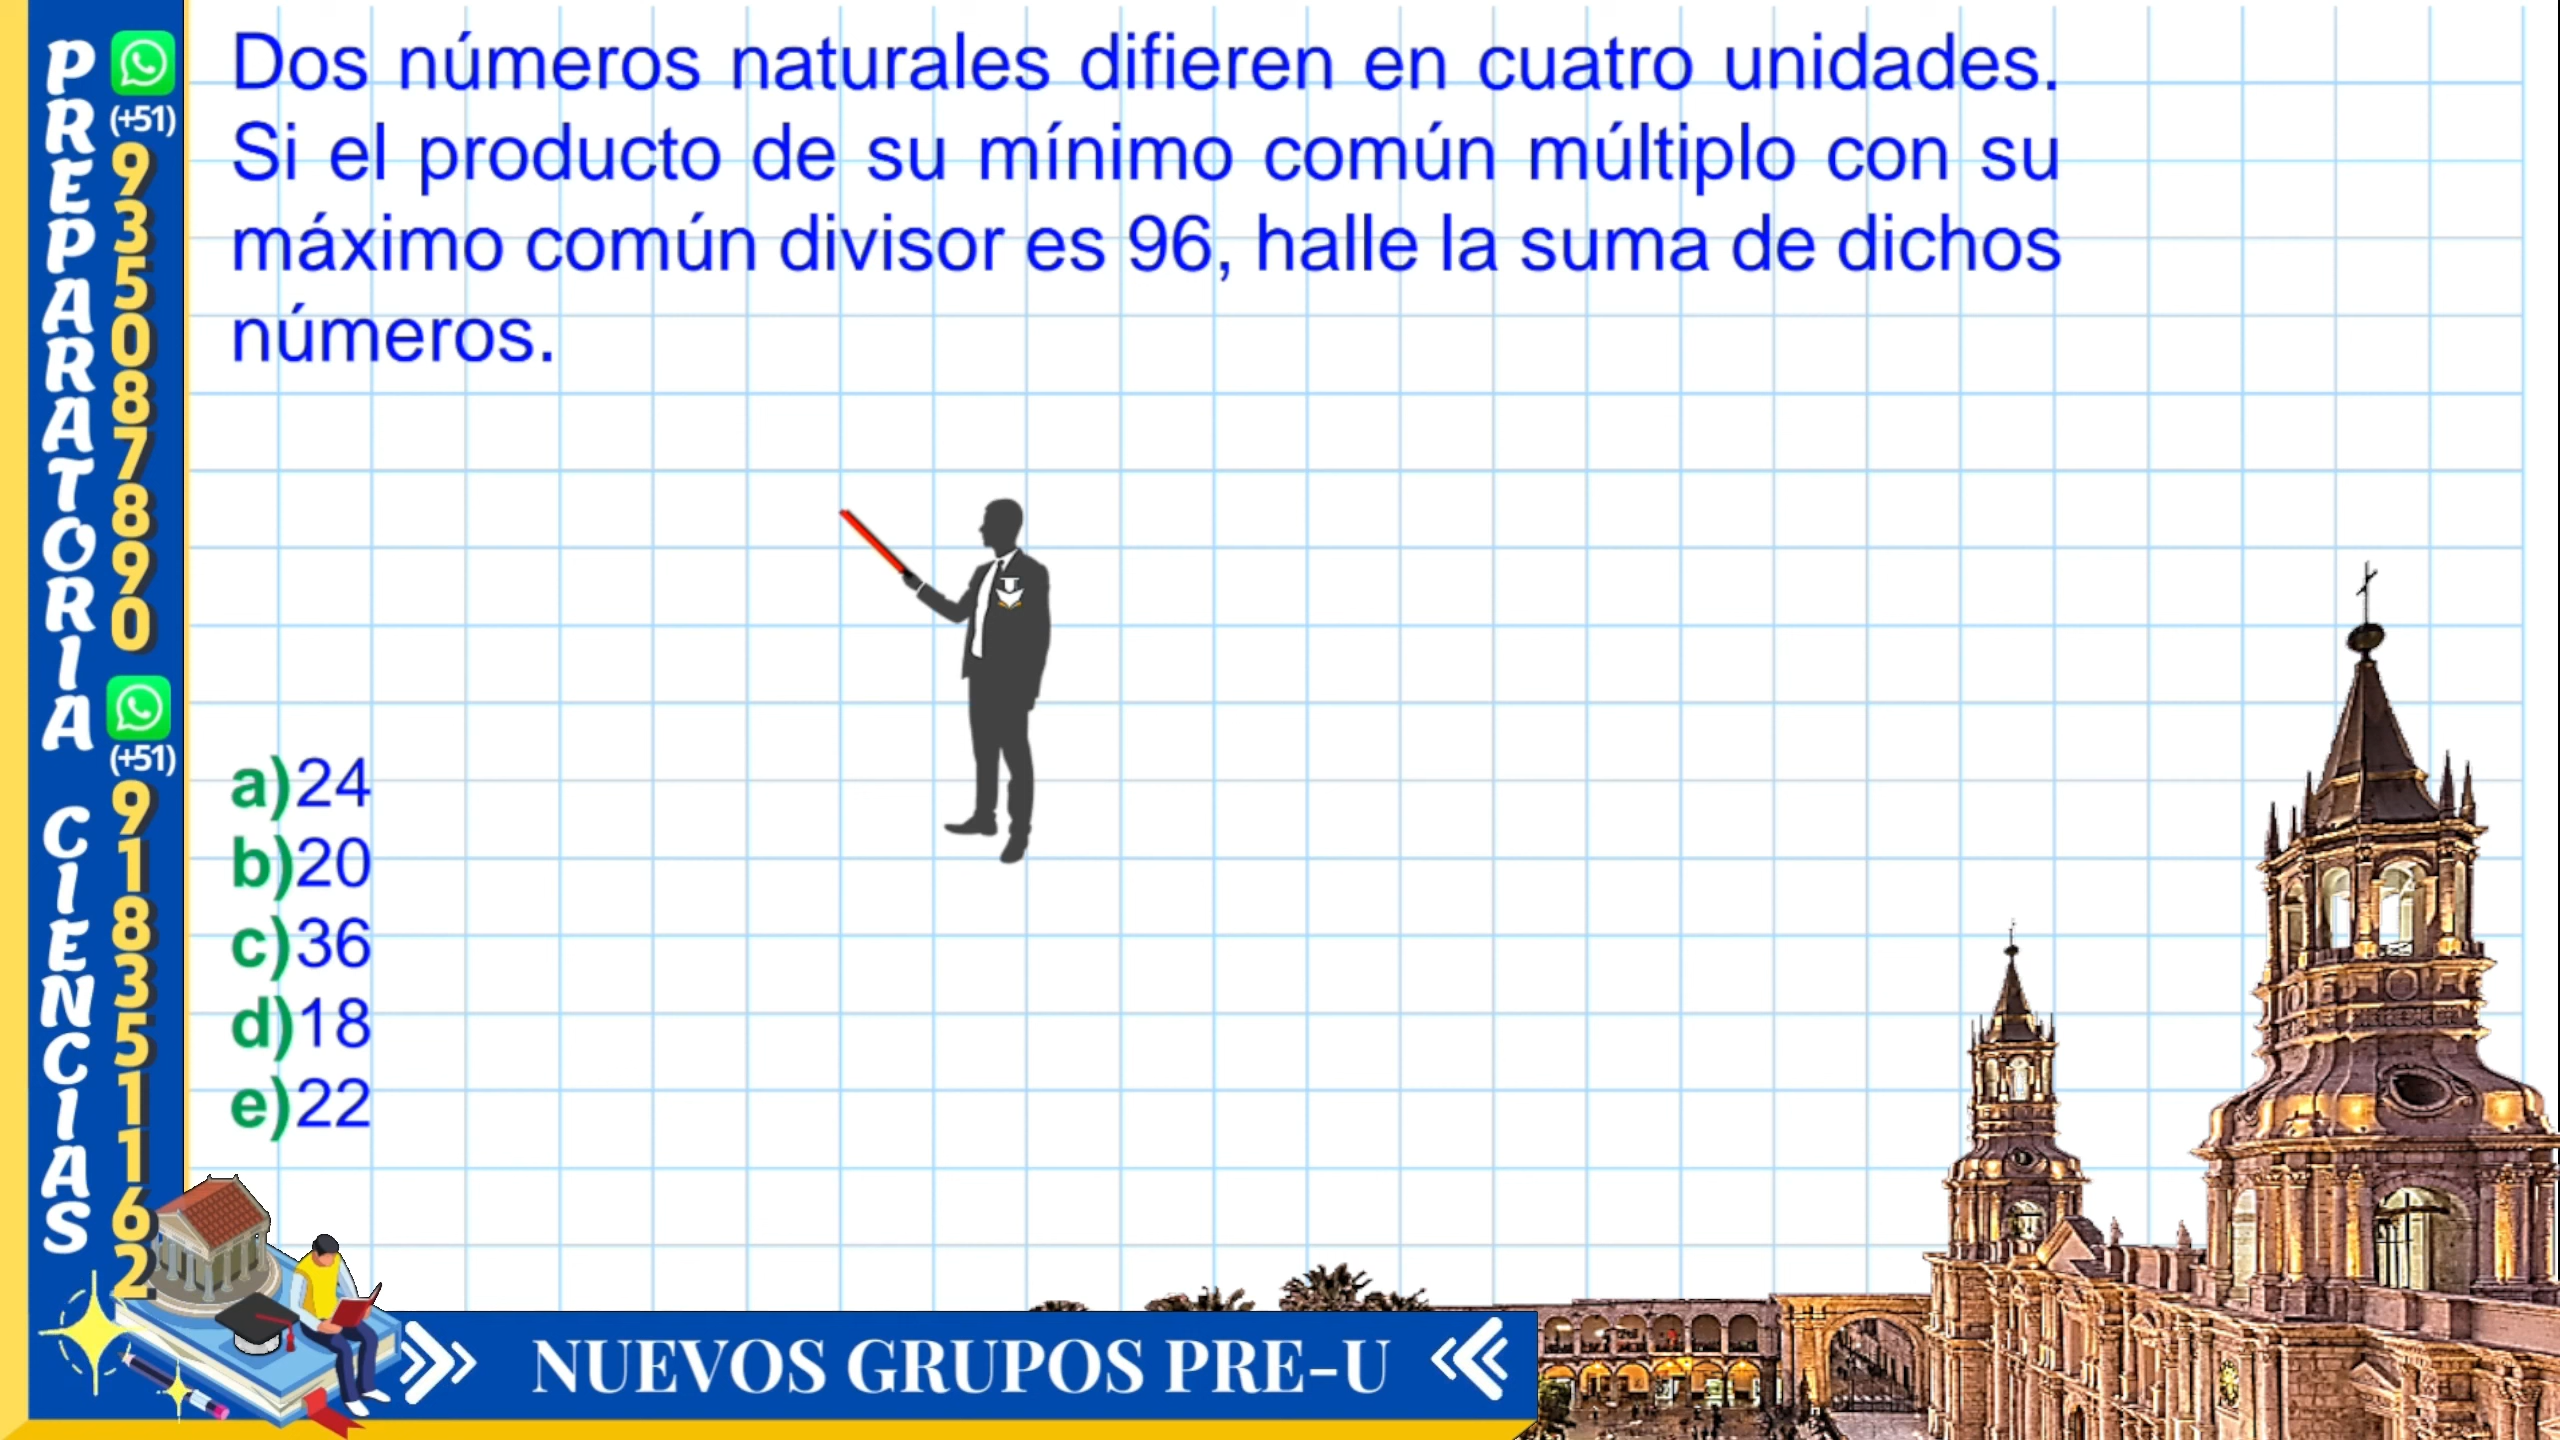 PREPARATORIA CIENCIAS
(+51)
935087890
(+51)
918351162
Dos números naturales difieren en cuatro unidades.
Si el producto de su mínimo común múltiplo con su
máximo común divisor es 96, halle la suma de dichos
números.
a)24
b)20
c)36
d)18
e)22
NUEVOS GRUPOS PRE-U